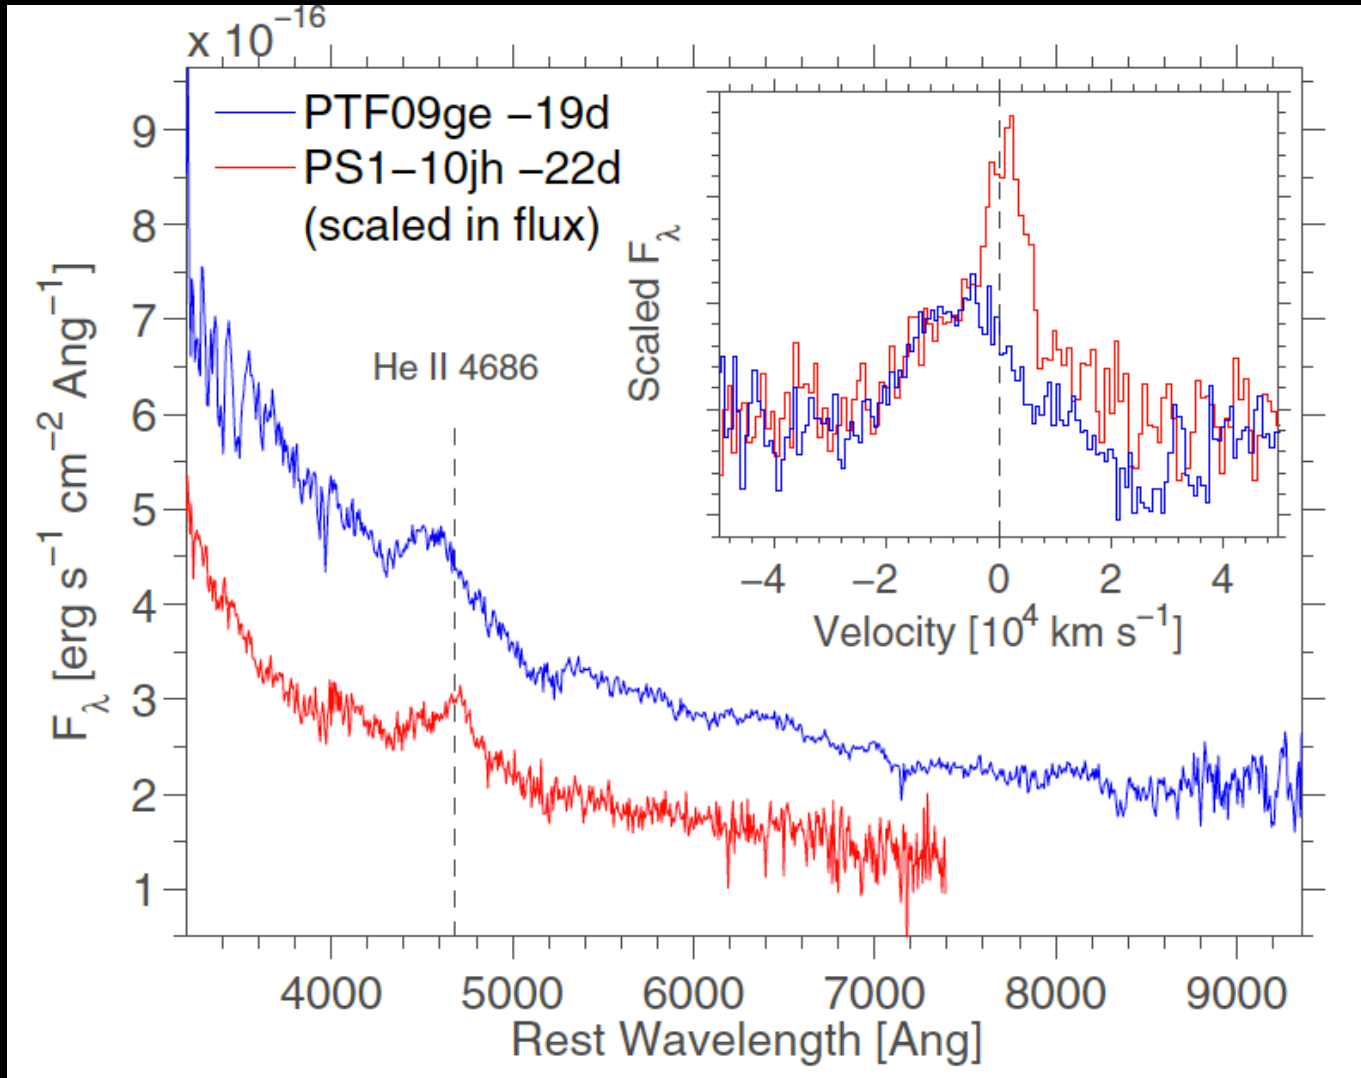 x 10⁻¹⁶
PTF09ge −19d
PS1−10jh −22d
(scaled in flux)
He II 4686
F_λ [erg s⁻¹ cm⁻² Ang⁻¹]
9
8
7
6
5
4
3
2
1
4000 5000 6000 7000 8000 9000
Rest Wavelength [Ang]
Scaled F_λ
−4 −2 0 2 4
Velocity [10⁴ km s⁻¹]